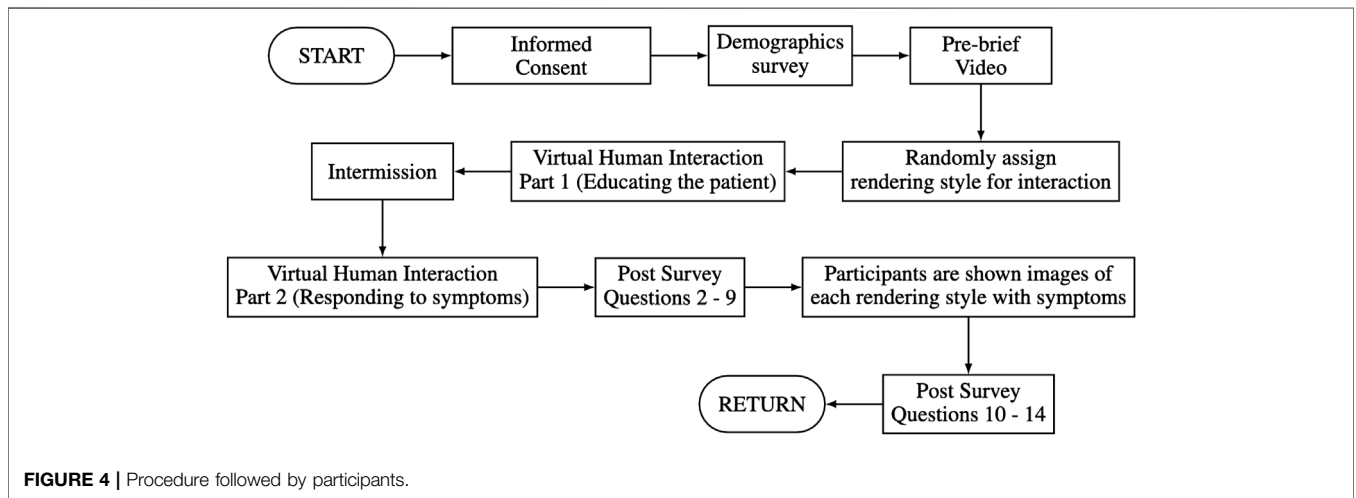 START
Informed
Consent
Demographics
survey
Pre-brief
Video
Randomly assign
rendering style for interaction
Virtual Human Interaction
Part 1 (Educating the patient)
Intermission
Virtual Human Interaction
Part 2 (Responding to symptoms)
Post Survey
Questions 2 - 9
Participants are shown images of
each rendering style with symptoms
Post Survey
Questions 10 - 14
RETURN
FIGURE 4 | Procedure followed by participants.